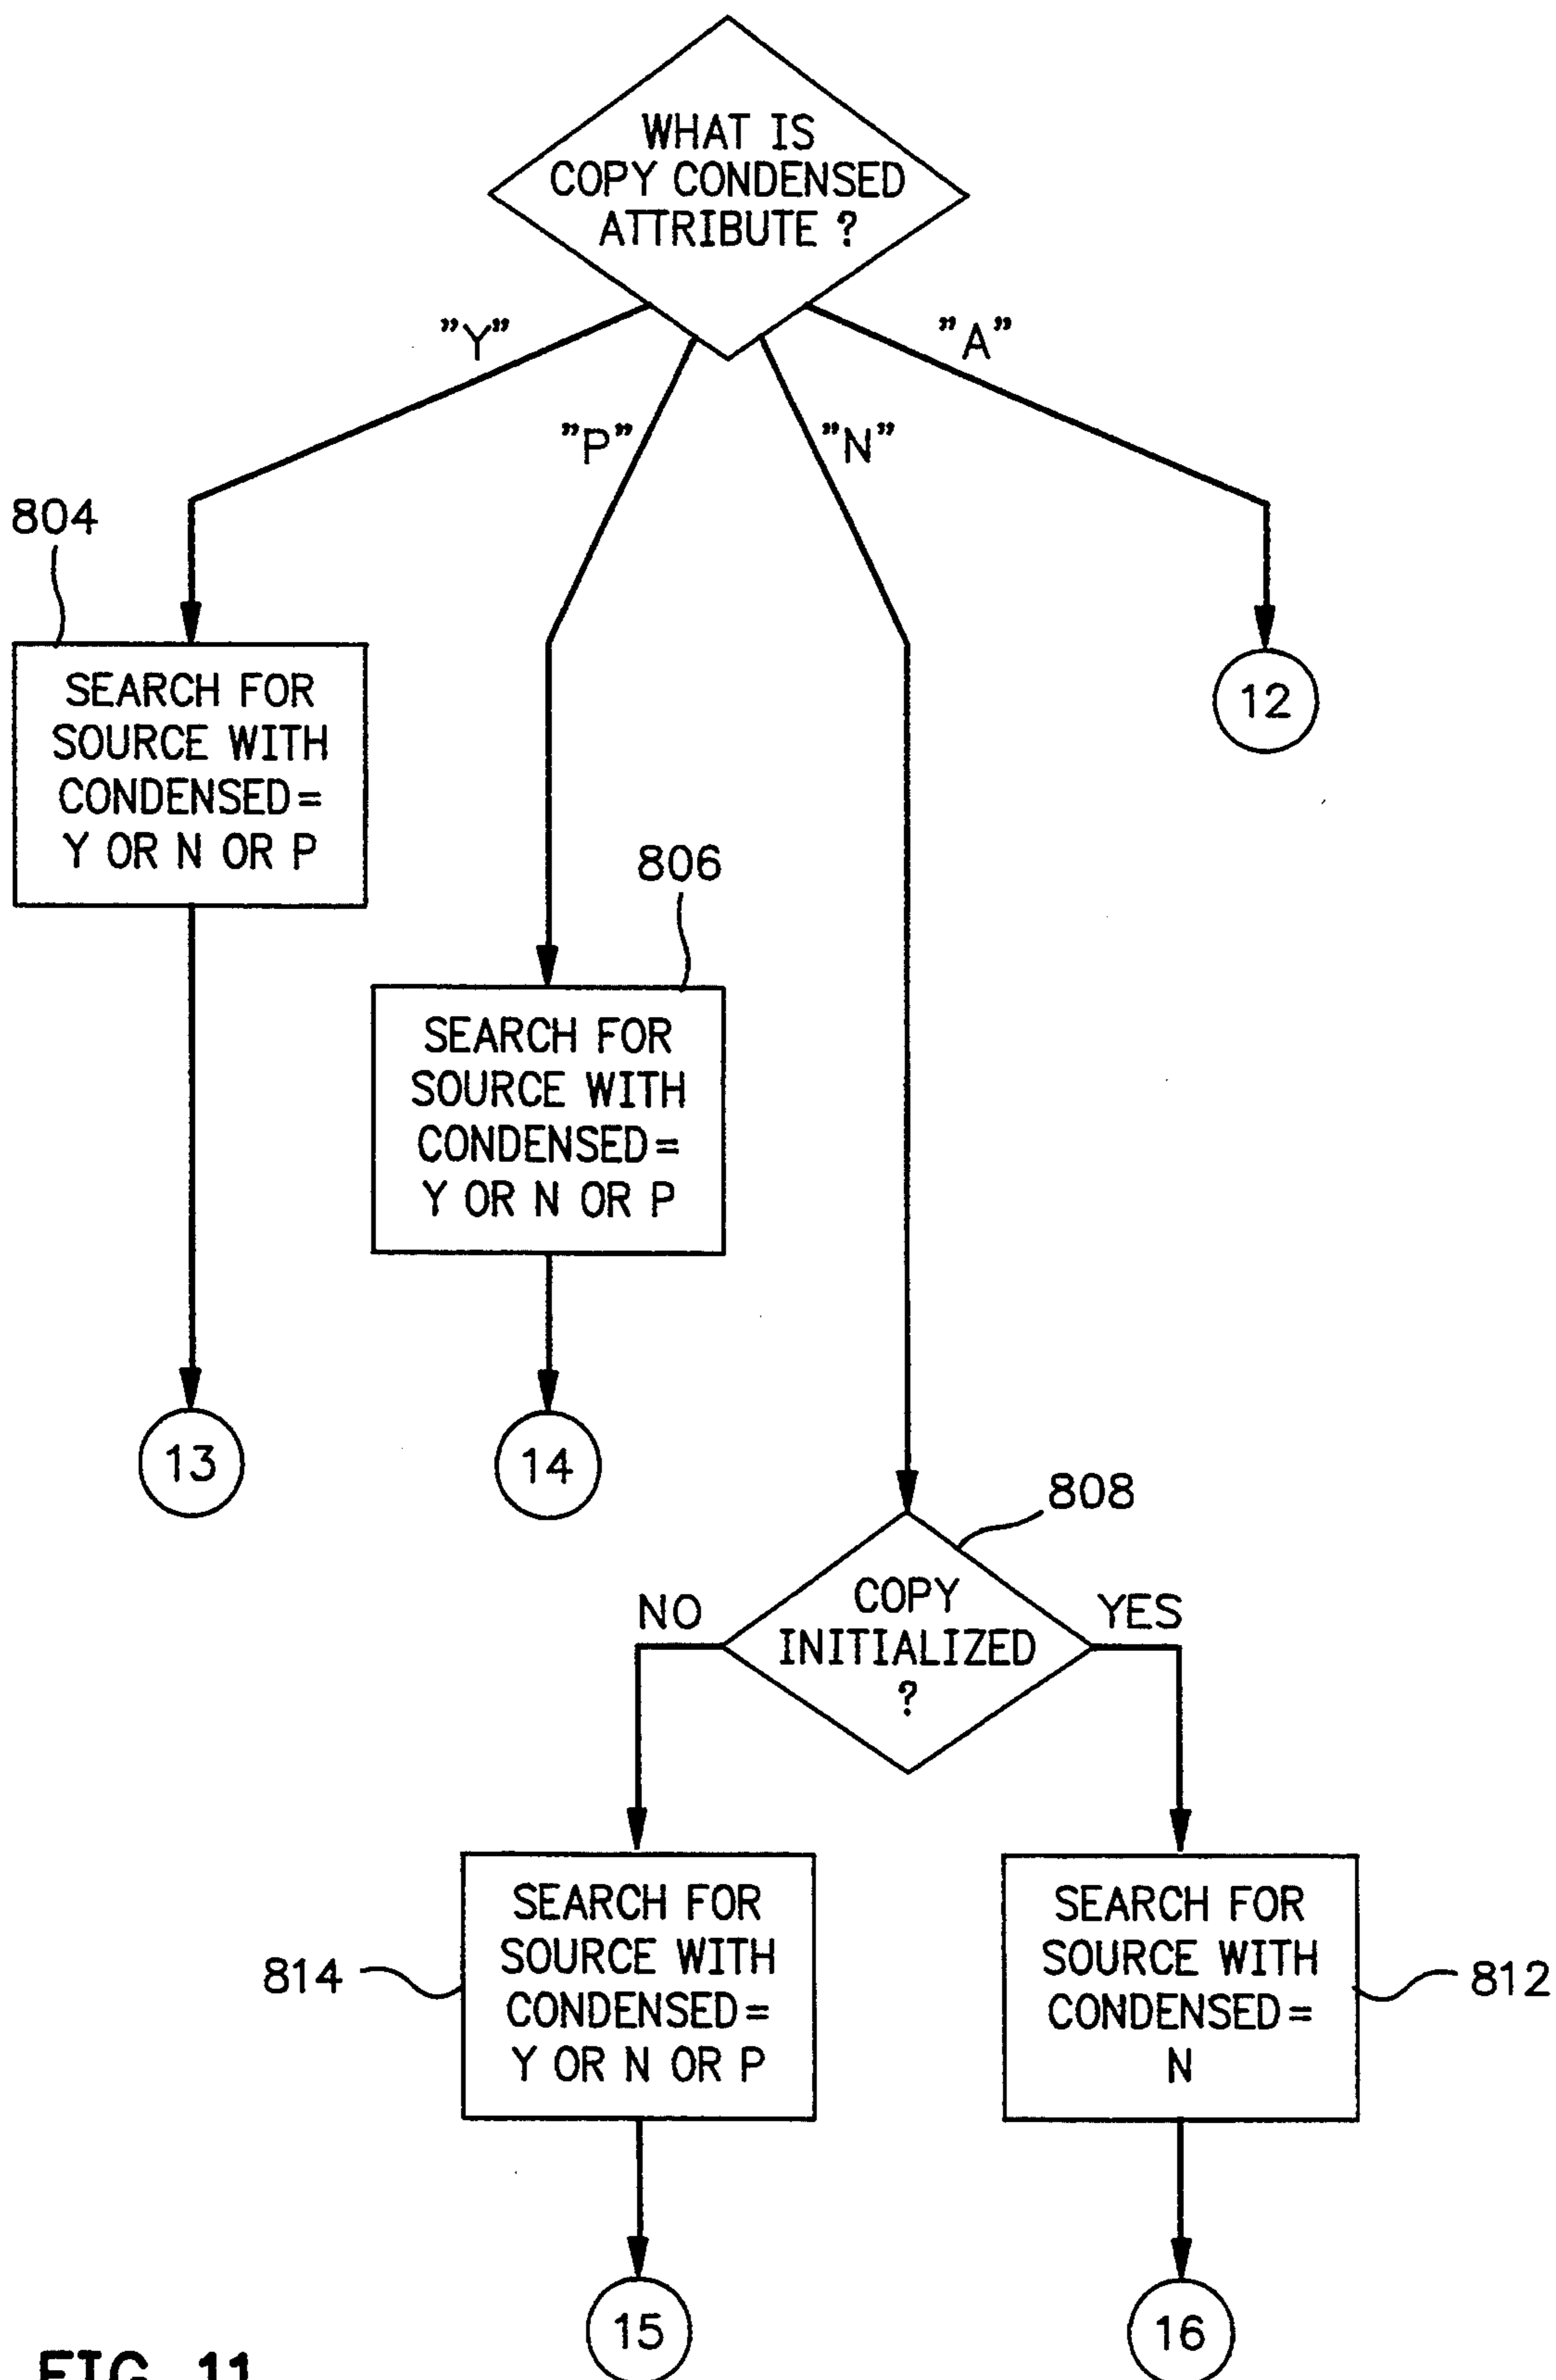 WHAT IS
COPY CONDENSED
ATTRIBUTE ?
"Y"
"P"
"N"
"A"
804
SEARCH FOR
SOURCE WITH
CONDENSED=
Y OR N OR P
12
806
SEARCH FOR
SOURCE WITH
CONDENSED=
Y OR N OR P
13
14
808
COPY
INITIALIZED
?
NO
YES
814
SEARCH FOR
SOURCE WITH
CONDENSED=
Y OR N OR P
SEARCH FOR
SOURCE WITH
CONDENSED=
N
812
15
16
FIG. 11